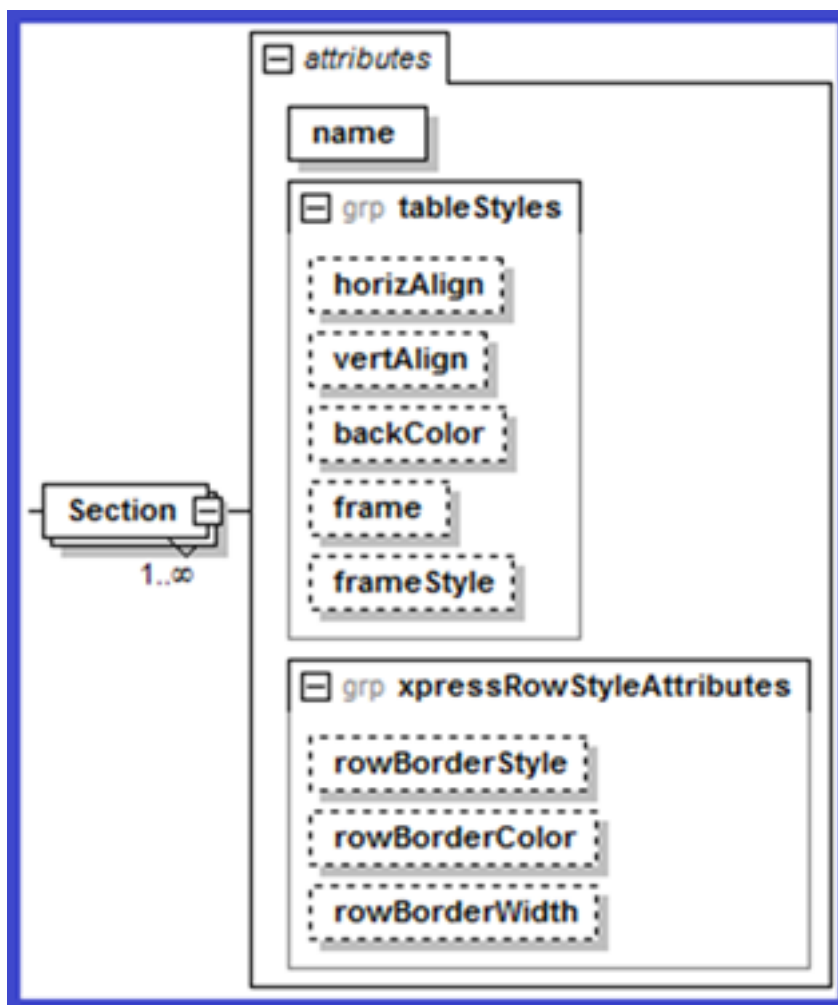 attributes
name
grp tableStyles
horizAlign
vertAlign
backColor
frame
frameStyle
Section
1..∞
grp xpressRowStyleAttributes
rowBorderStyle
rowBorderColor
rowBorderWidth